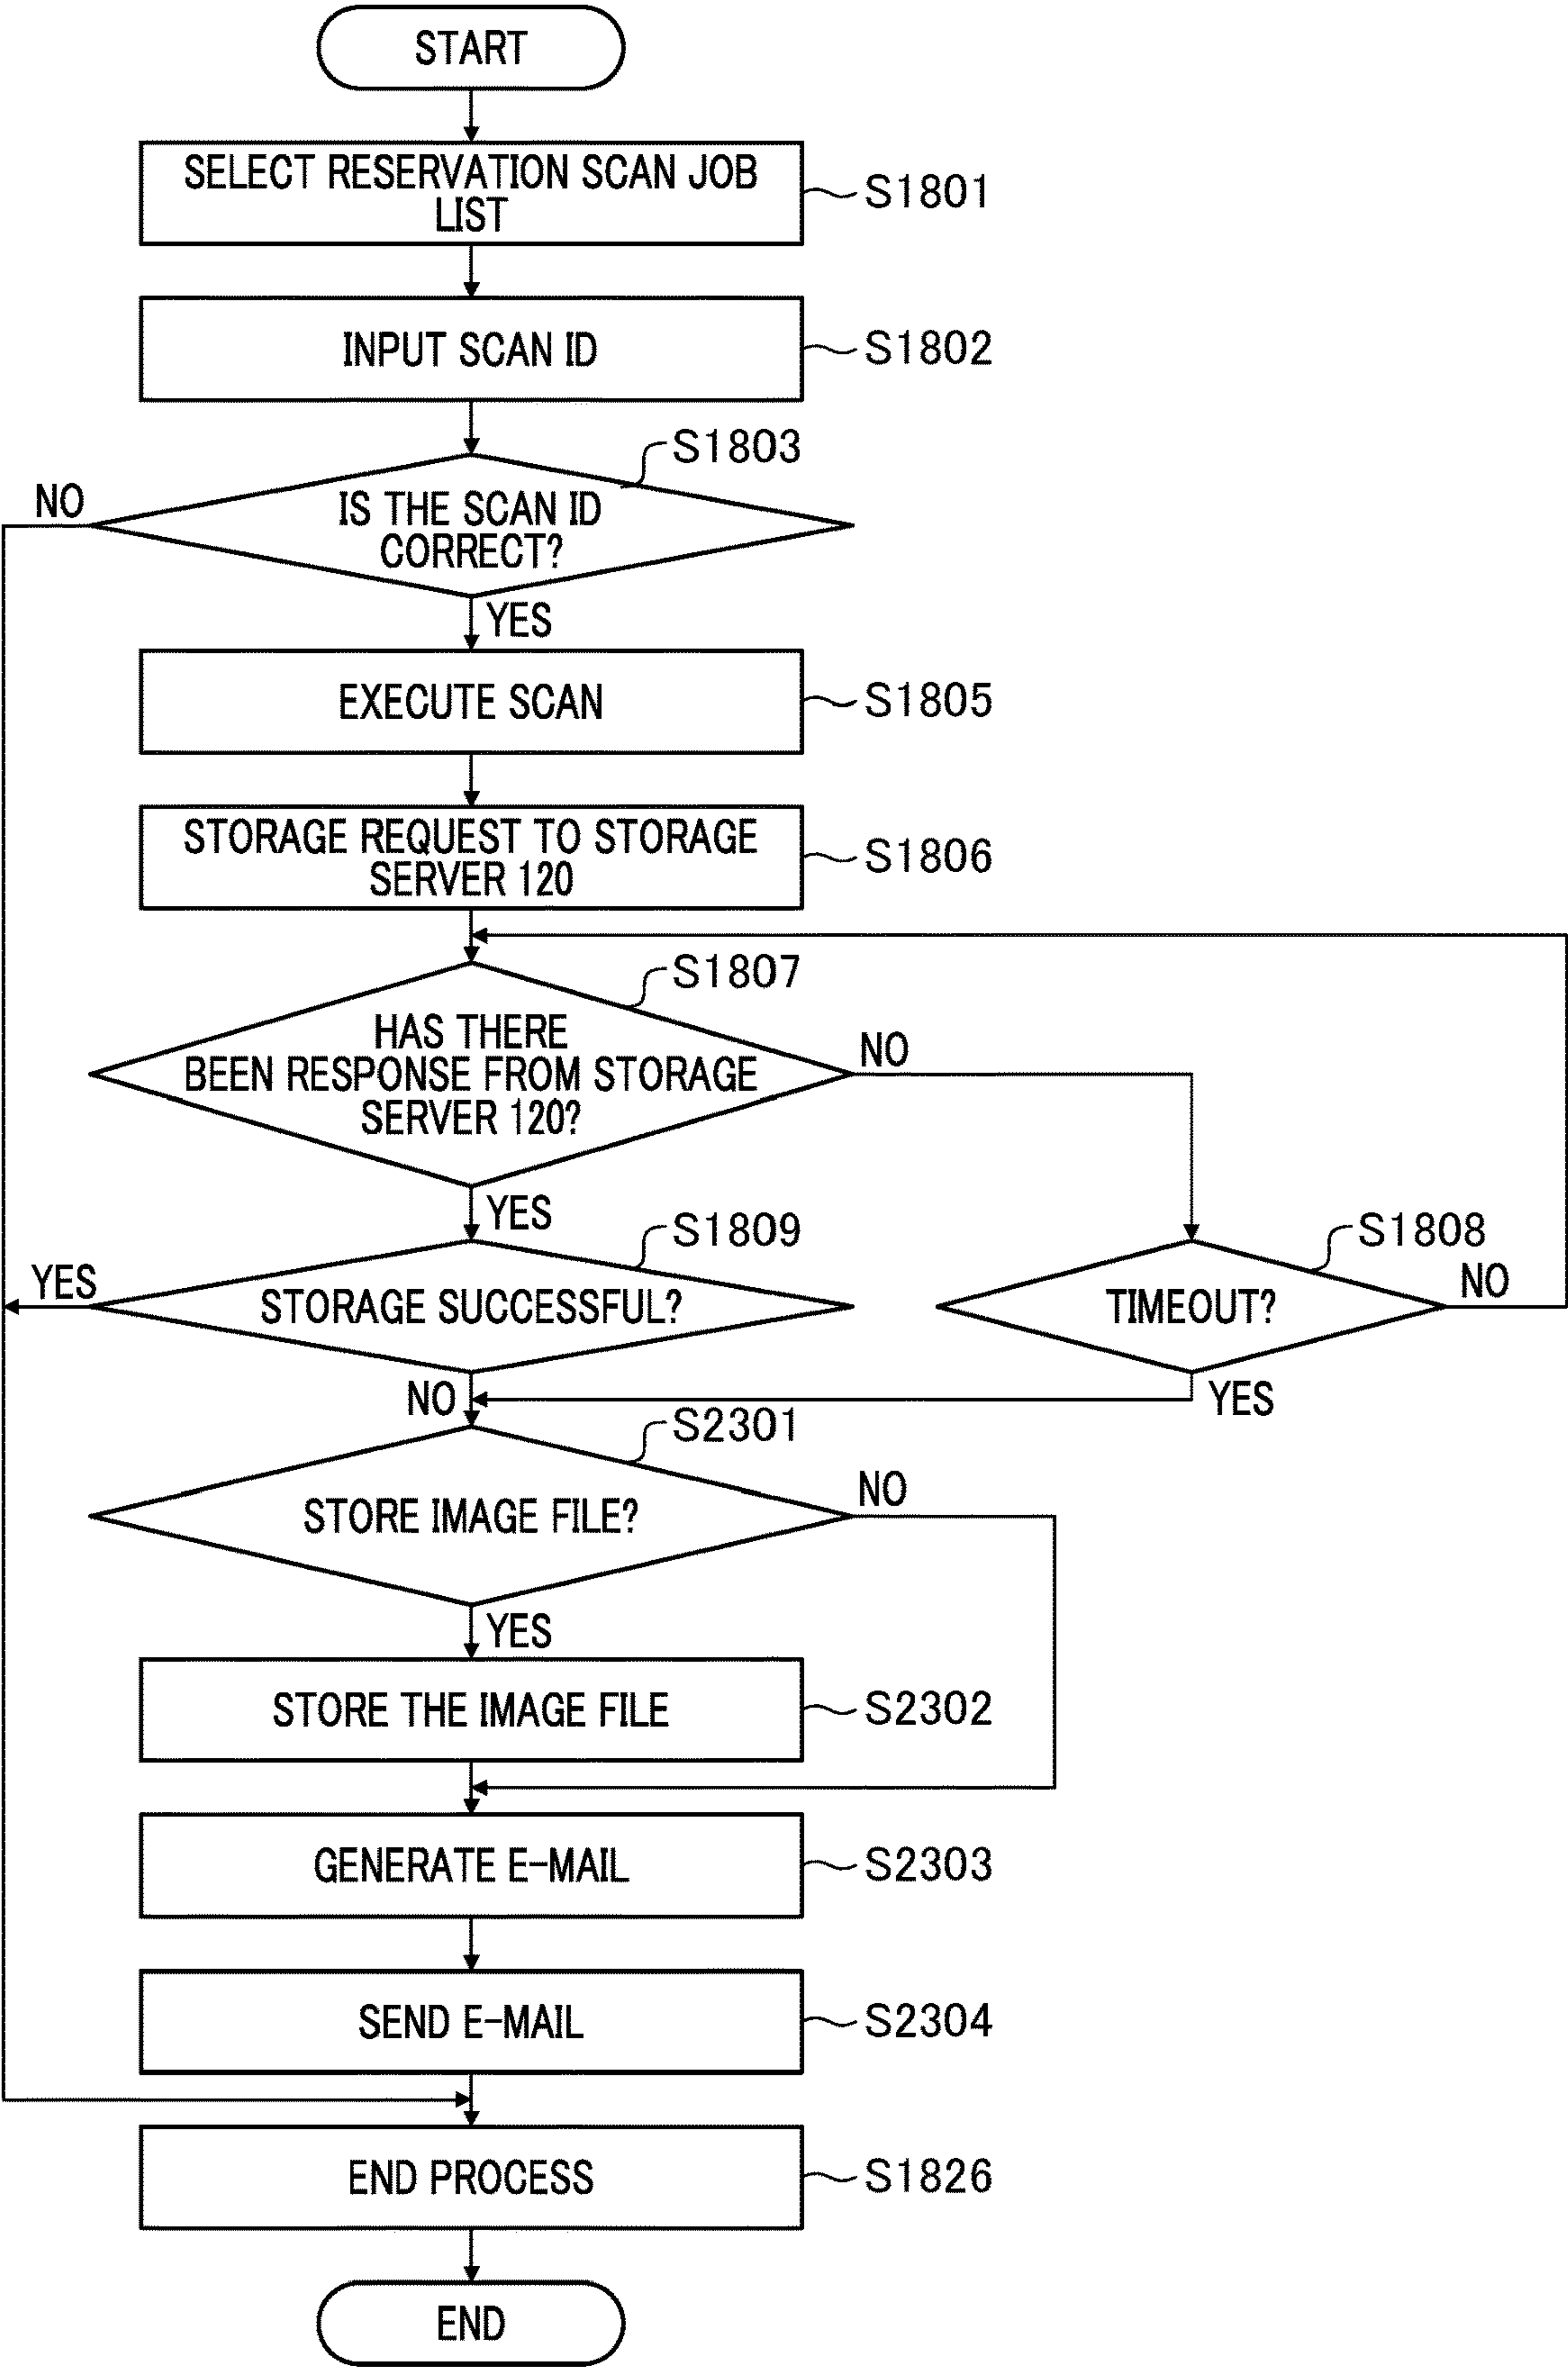 START
SELECT RESERVATION SCAN JOB
LIST
S1801
INPUT SCAN ID
S1802
S1803
NO
IS THE SCAN ID
CORRECT?
YES
EXECUTE SCAN
S1805
STORAGE REQUEST TO STORAGE
SERVER 120
S1806
S1807
HAS THERE
BEEN RESPONSE FROM STORAGE
SERVER 120?
NO
YES
S1809
S1808
YES
STORAGE SUCCESSFUL?
TIMEOUT?
NO
NO
YES
S2301
STORE IMAGE FILE?
NO
YES
STORE THE IMAGE FILE
S2302
GENERATE E-MAIL
S2303
SEND E-MAIL
S2304
END PROCESS
S1826
END